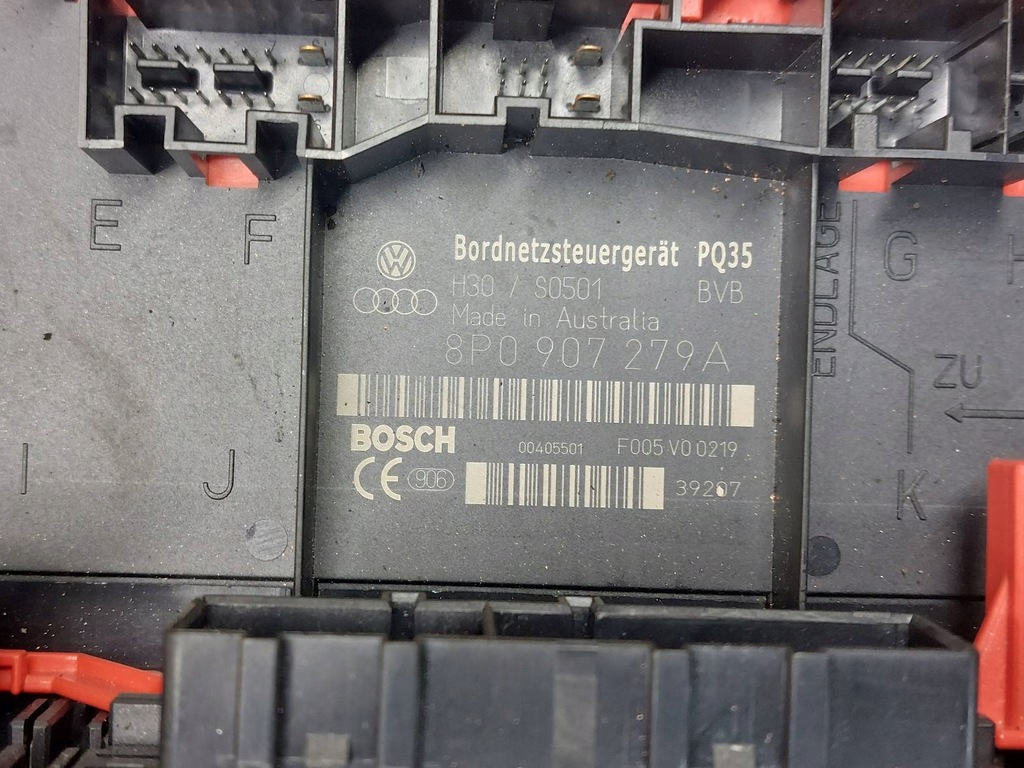 E
F
G
H
Bordnetzsteuergerät PQ35
H30 / S0501 BVB
Made in Australia
8P0 907 279A
ENDLAGE
ZU
BOSCH
00405501 F005 V0 0219
CE 906
39207
I
J
K